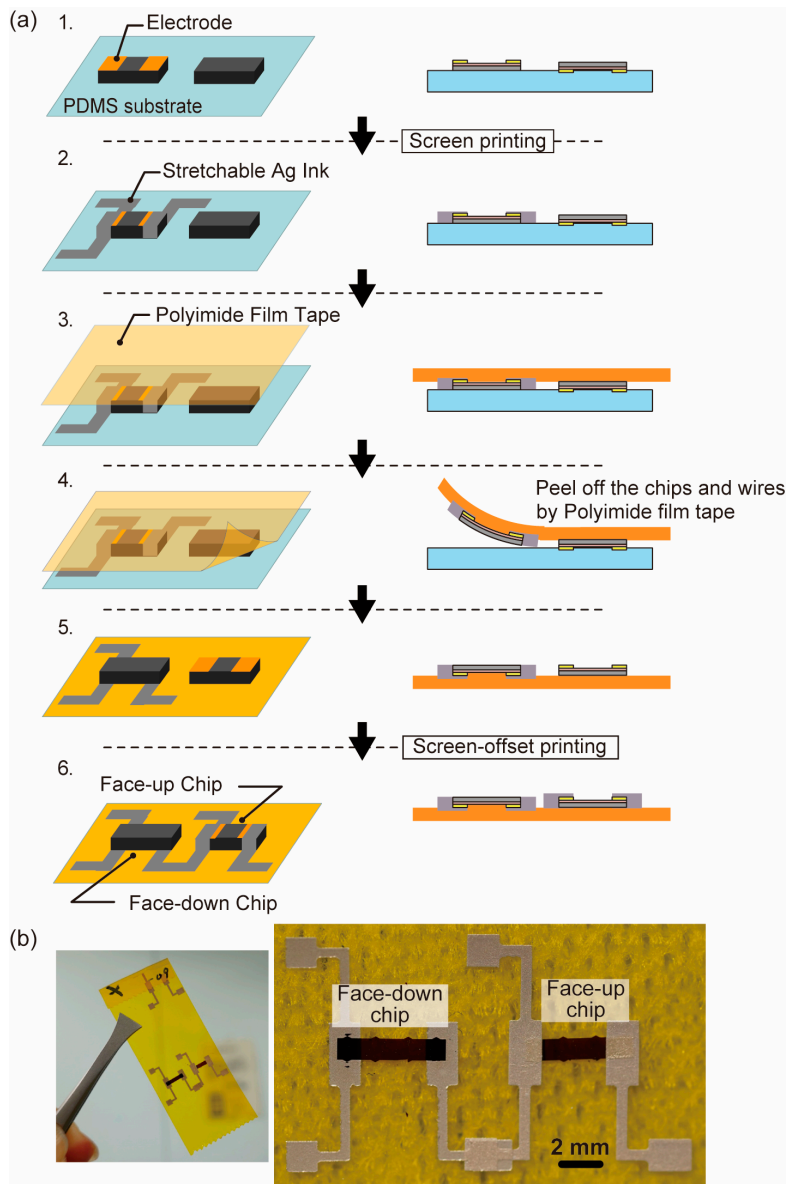 (a)
1.
Electrode
PDMS substrate
Screen printing
2.
Stretchable Ag Ink
3.
Polyimide Film Tape
4.
Peel off the chips and wires
by Polyimide film tape
5.
Screen-offset printing
6.
Face-up Chip
Face-down Chip
(b)
Face-down
chip
Face-up
chip
2 mm